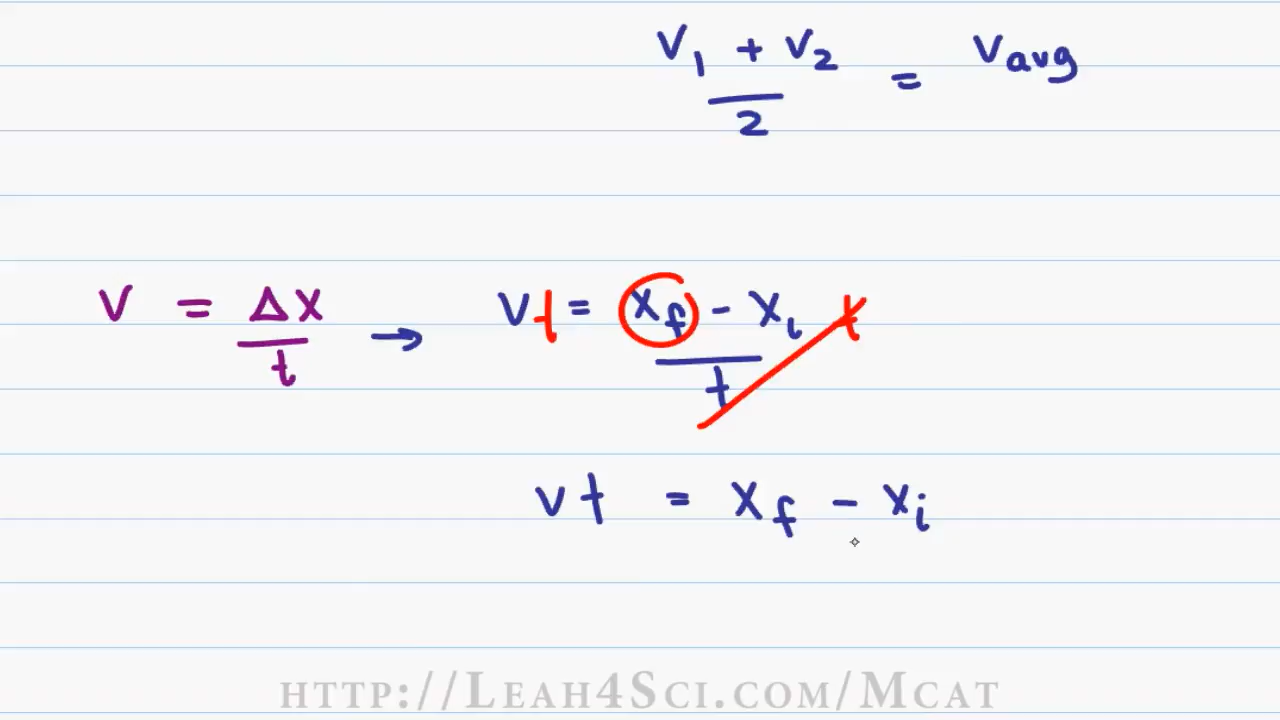 V₁ + V₂ = Vavg
2
V = ΔX → Vt = Xf - Xi t
t t
Vt = Xf - Xi
HTTP://LEAH4SCI.COM/MCAT